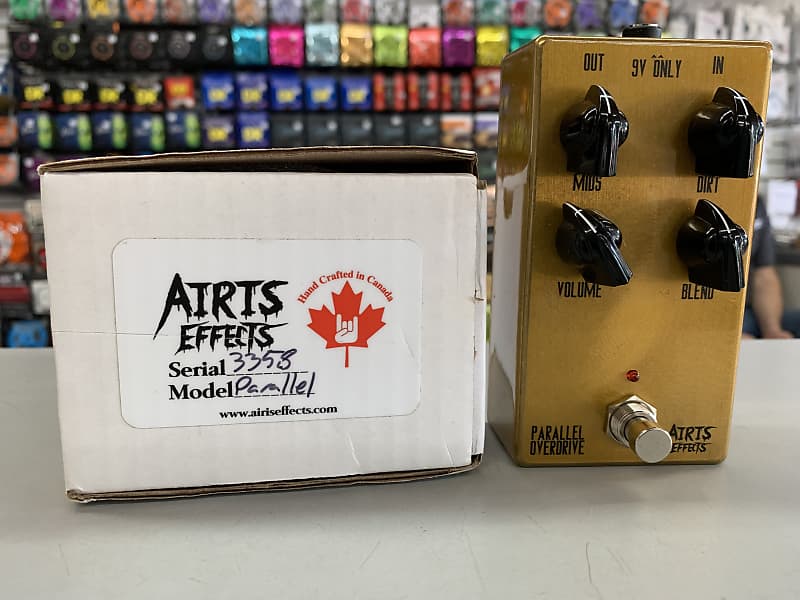 AIRIS
EFFECTS
Hand Crafted in Canada
Serial 3358
Model Parallel
www.airiseffects.com
OUT 9V ONLY IN
MIDS DIRT
VOLUME BLEND
PARALLEL
OVERDRIVE
AIRIS
EFFECTS